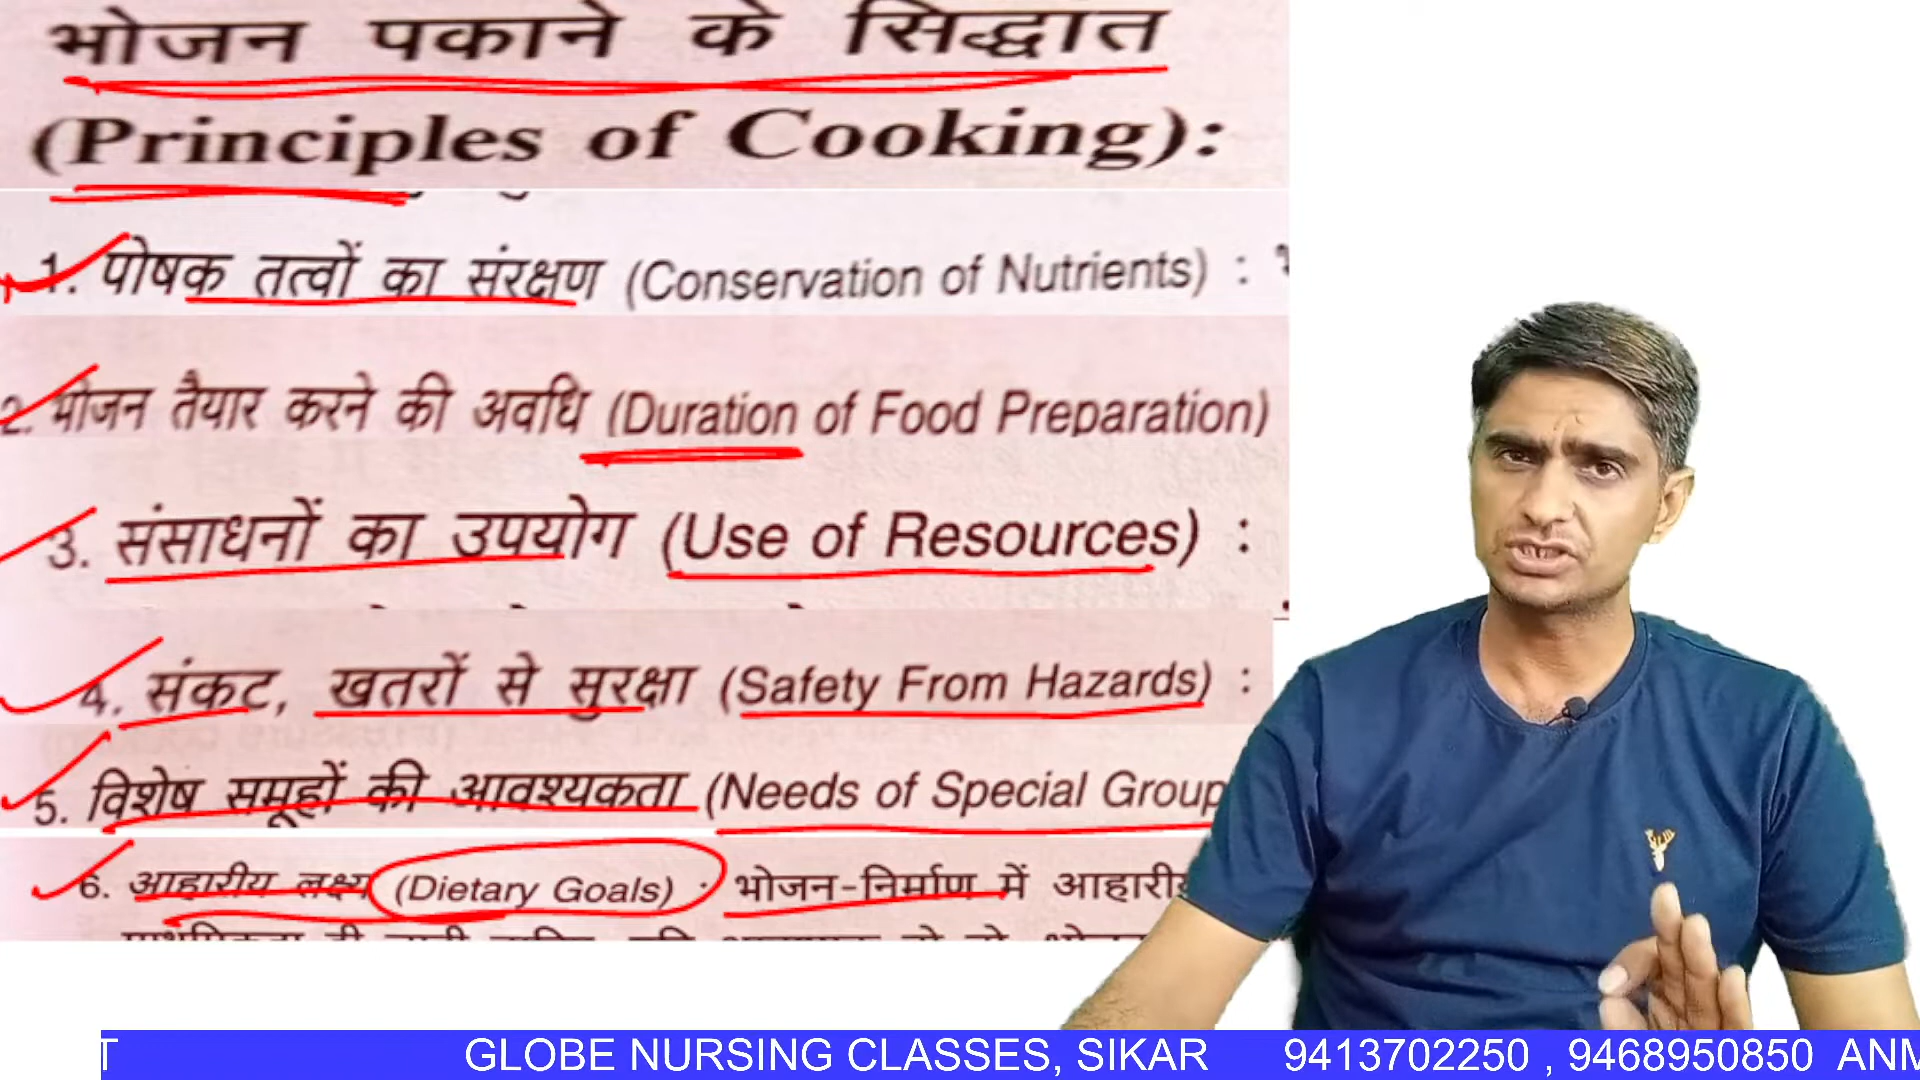 भोजन पकाने के सिद्धांत
(Principles of Cooking):
1. पोषक तत्वों का संरक्षण (Conservation of Nutrients) :
2. भोजन तैयार करने की अवधि (Duration of Food Preparation)
3. संसाधनों का उपयोग (Use of Resources) :
4. संकट, खतरों से सुरक्षा (Safety From Hazards) :
5. विशेष समूहों की आवश्यकता (Needs of Special Group
6. आहारीय लक्ष्य (Dietary Goals) : भोजन-निर्माण में आहारीय
T GLOBE NURSING CLASSES, SIKAR 9413702250 , 9468950850 ANM